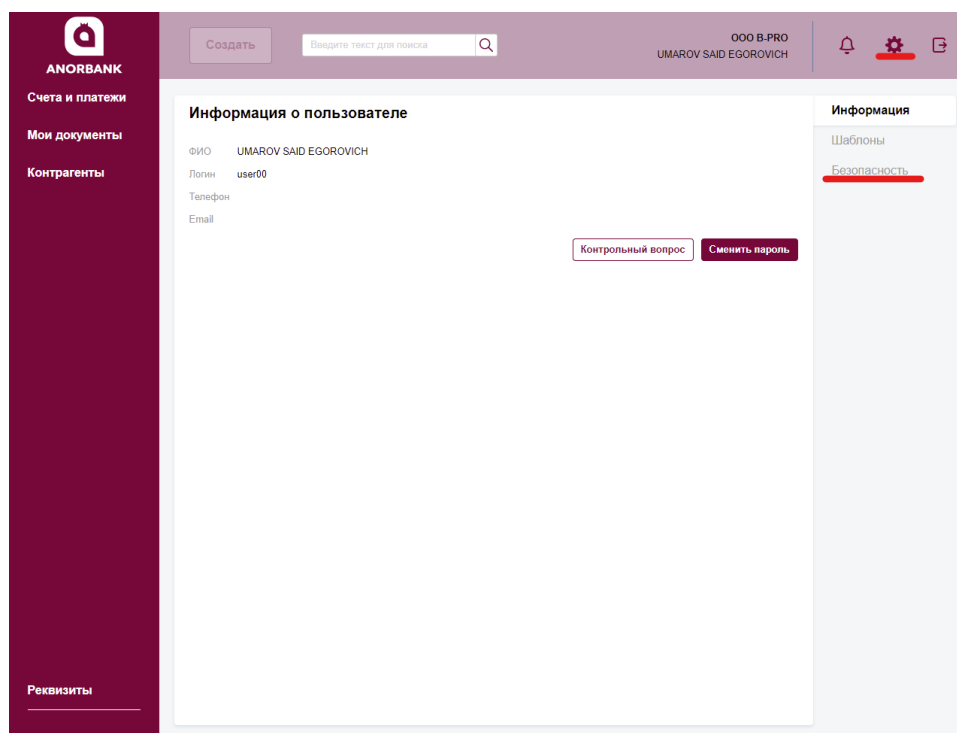 ANORBANK
Счета и платежи
Мои документы
Контрагенты
Реквизиты
Создать
Введите текст для поиска
ООО B-PRO
UMAROV SAID EGOROVICH
Информация о пользователе
ФИО UMAROV SAID EGOROVICH
Логин user00
Телефон
Email
Контрольный вопрос
Сменить пароль
Информация
Шаблоны
Безопасность